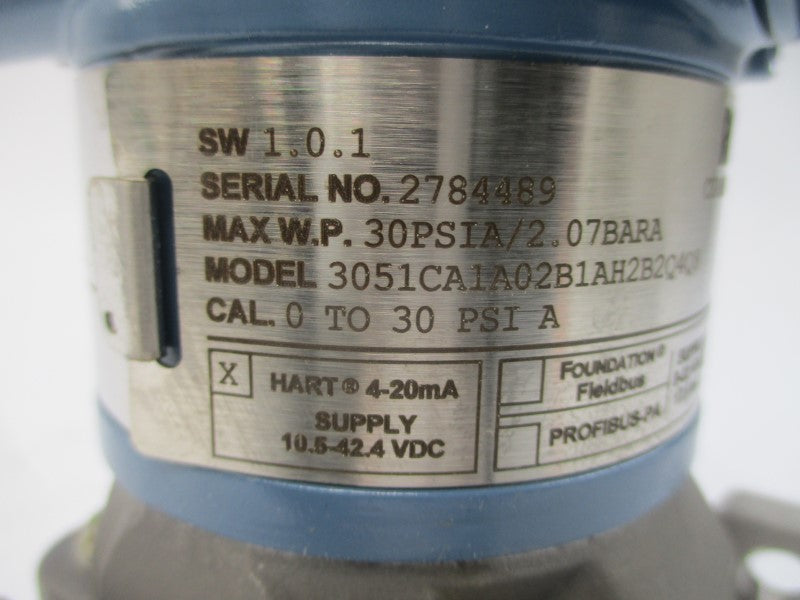 SW 1.0.1
SERIAL NO. 2784489
MAX W.P. 30PSIA/2.07BARA
MODEL 3051CA1A02B1AH2B2Q4Q8
CAL. 0 TO 30 PSI A
X HART® 4-20mA
SUPPLY
10.5-42.4 VDC
FOUNDATION®
Fieldbus
PROFIBUS-PA